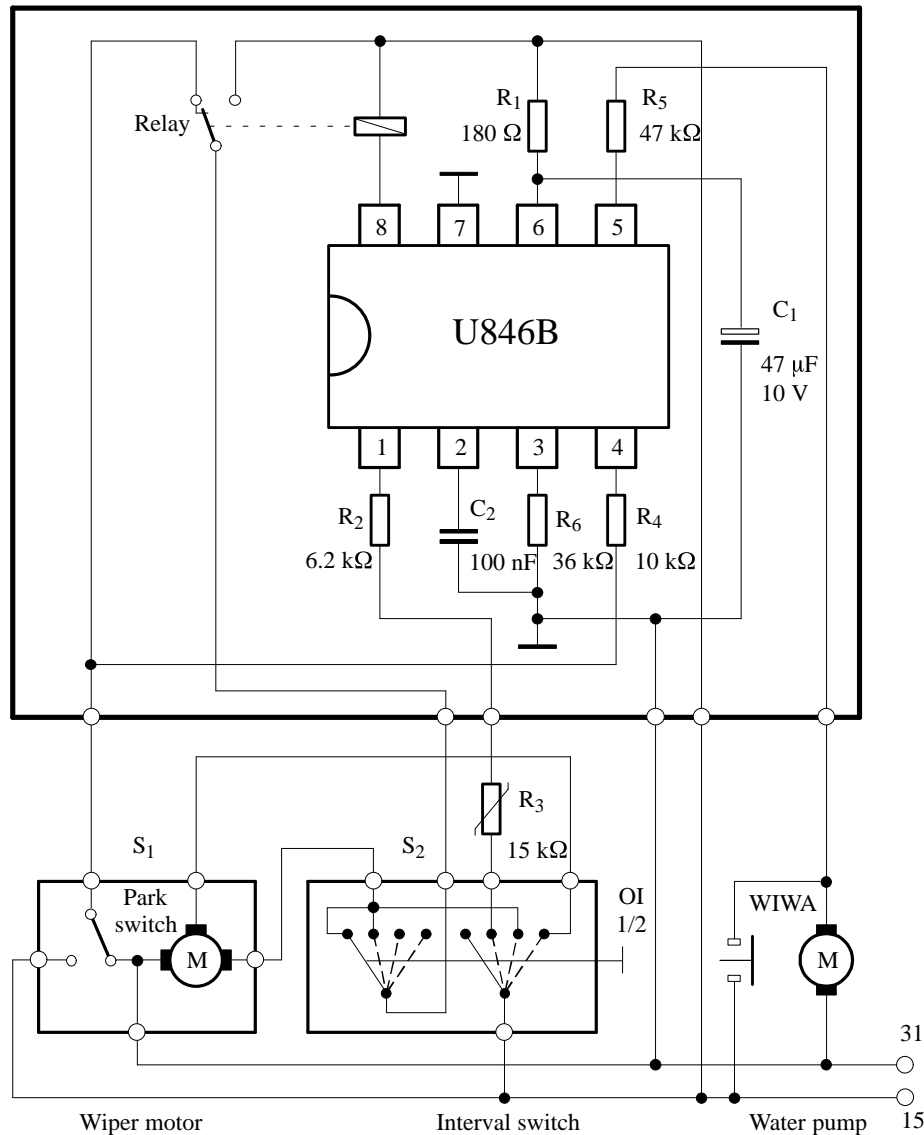 R1
R5
Relay
180 Ω
47 kΩ
8
7
6
5
C1
U846B
47 μF
10 V
1
2
3
4
R2
C2
R6
R4
6.2 kΩ
100 nF
36 kΩ
10 kΩ
R3
S1
S2
15 kΩ
Park
switch
OI
1/2
WIWA
M
M
31
15
Wiper motor
Interval switch
Water pump